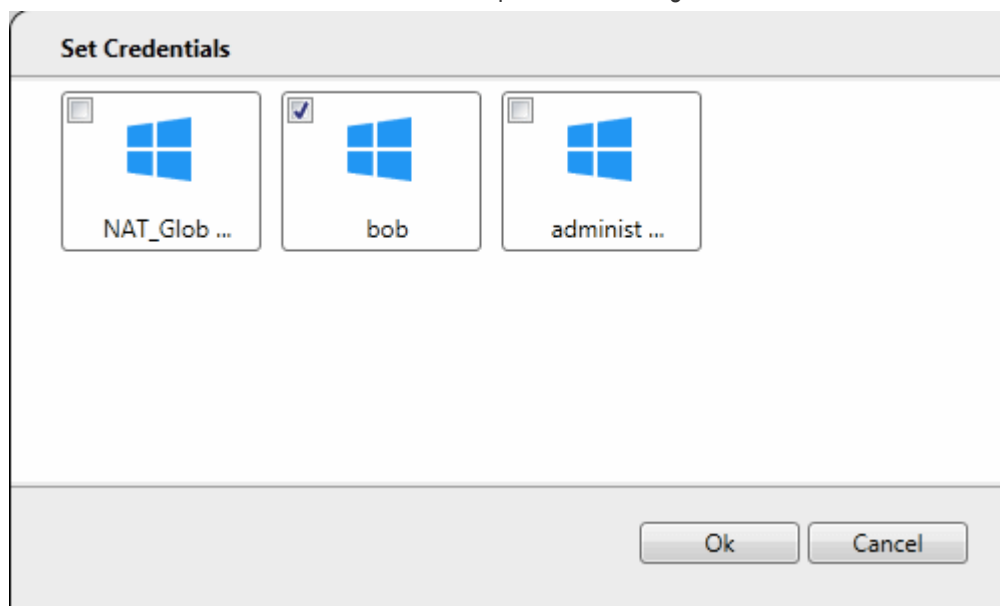 Set Credentials
NAT_Glob ...
bob
administ ...
Ok
Cancel